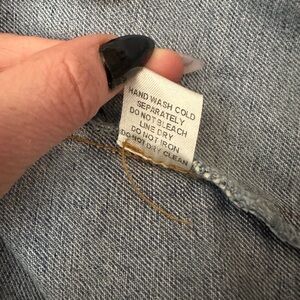 HAND WASH COLD
SEPARATELY
DO NOT BLEACH
LINE DRY
DO NOT IRON
DO NOT DRY CLEAN